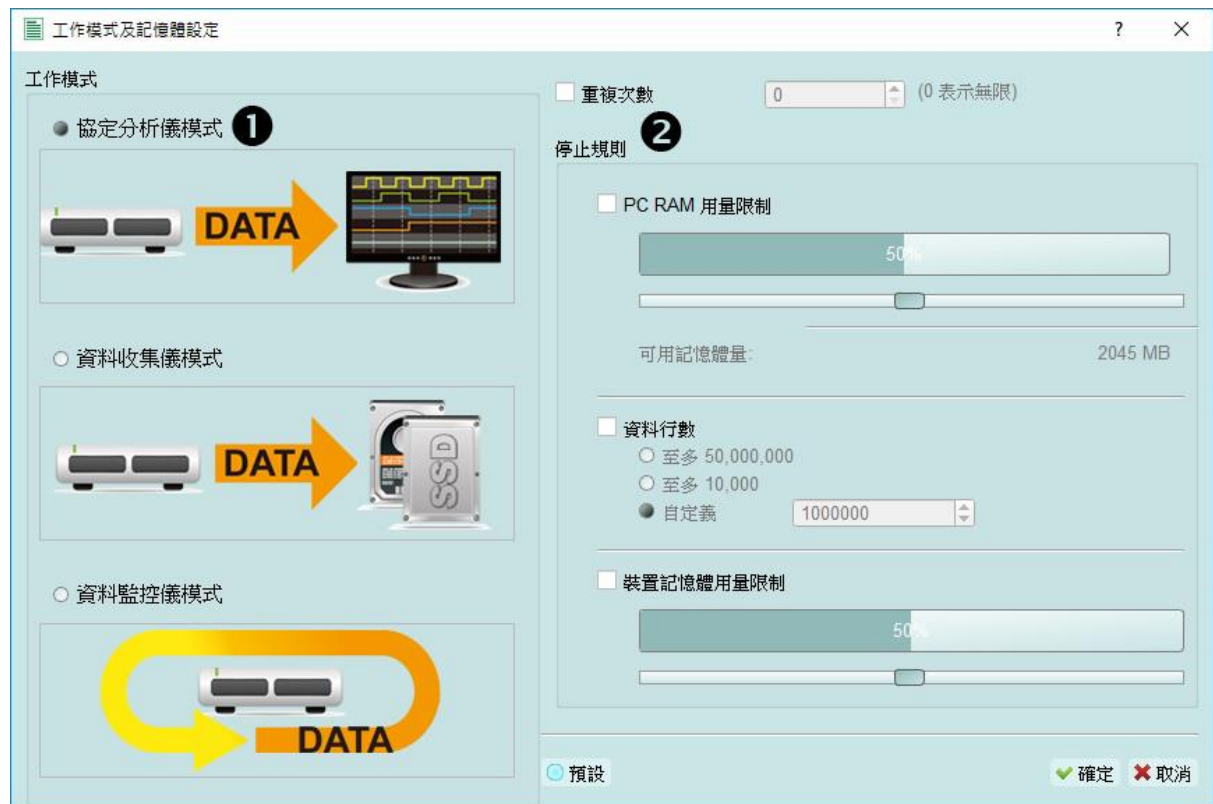 工作模式及記憶體設定
?
工作模式
協定分析儀模式 ❶
DATA
資料收集儀模式
DATA
SSD
資料監控儀模式
DATA
重複次數 0 (0 表示無限)
❷
停止規則
PC RAM 用量限制
50%
可用記憶體量: 2045 MB
資料行數
至多 50,000,000
至多 10,000
自定義 1000000
裝置記憶體用量限制
50%
預設 確定 取消